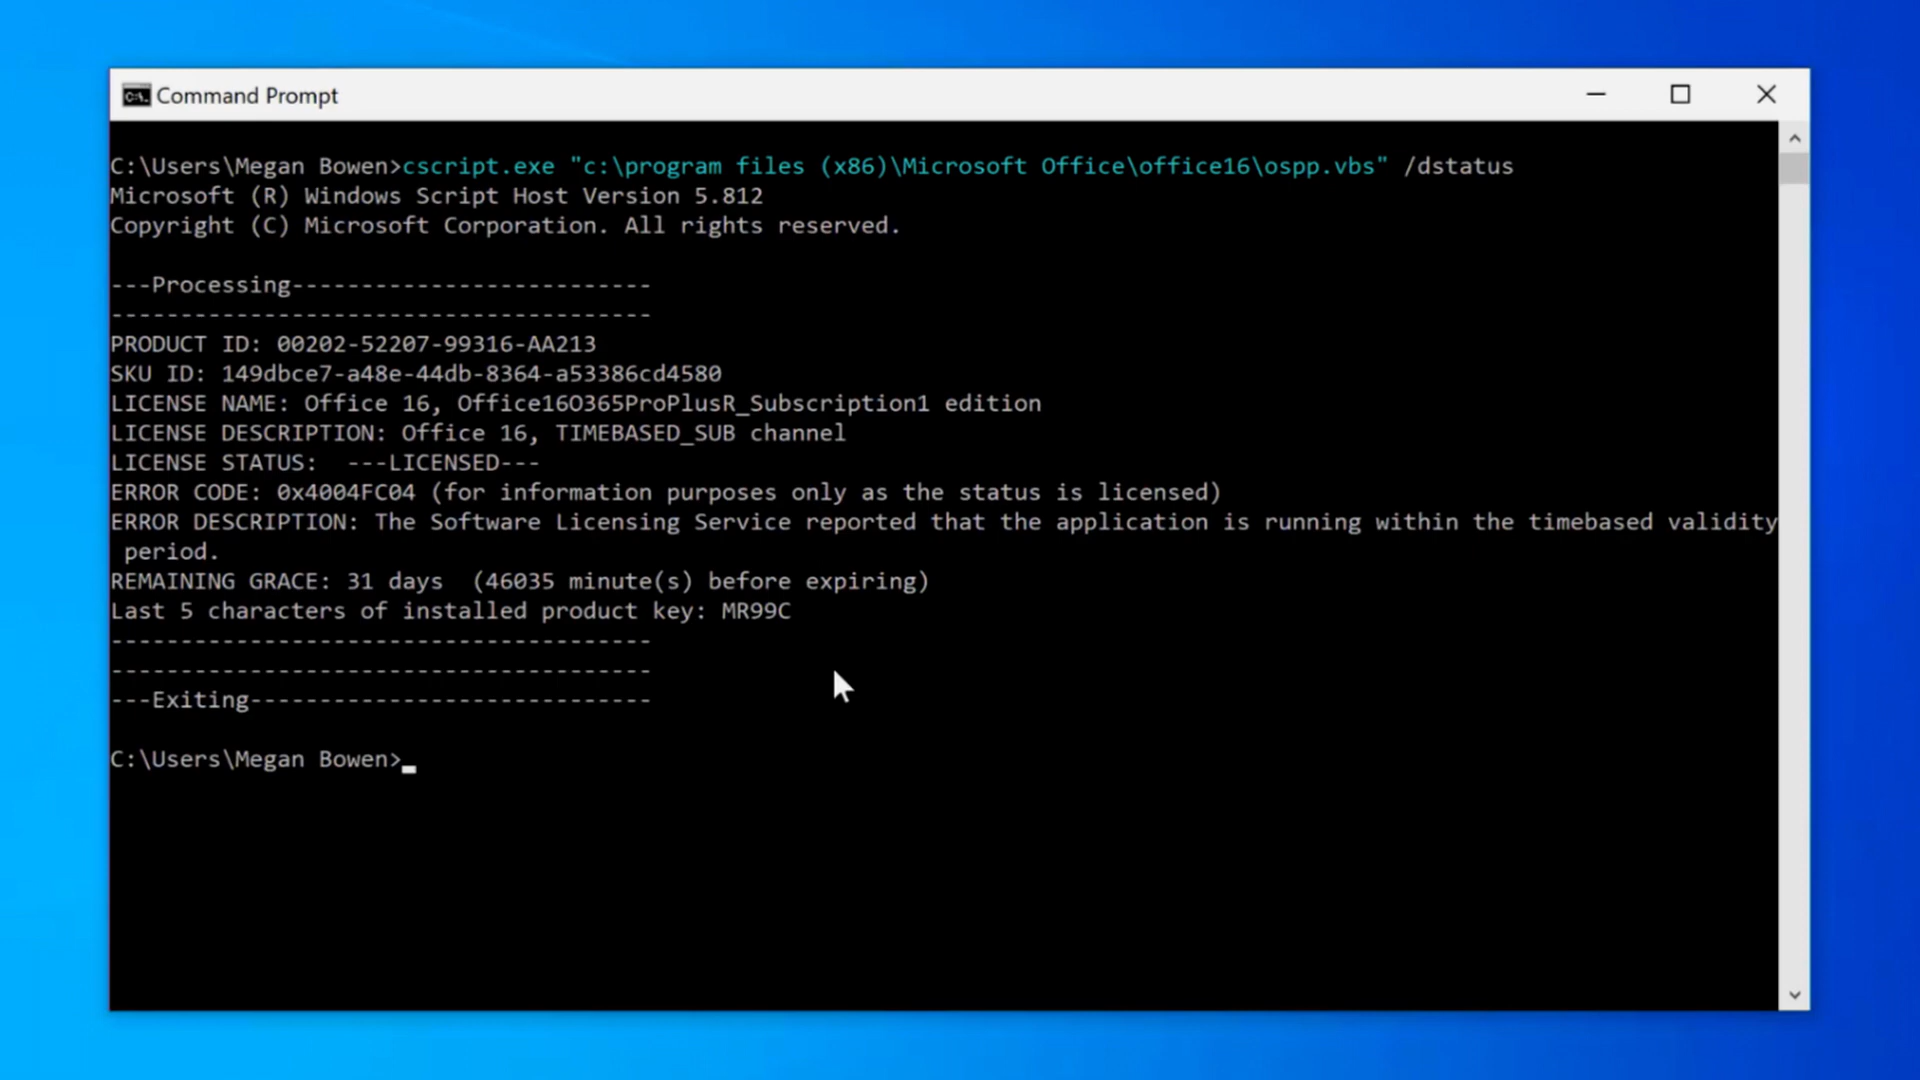 Command Prompt
C:\Users\Megan Bowen>cscript.exe "c:\program files (x86)\Microsoft Office\office16\ospp.vbs" /dstatus
Microsoft (R) Windows Script Host Version 5.812
Copyright (C) Microsoft Corporation. All rights reserved.
---Processing--------------------------
---------------------------------------
PRODUCT ID: 00202-52207-99316-AA213
SKU ID: 149dbce7-a48e-44db-8364-a53386cd4580
LICENSE NAME: Office 16, Office16O365ProPlusR_Subscription1 edition
LICENSE DESCRIPTION: Office 16, TIMEBASED_SUB channel
LICENSE STATUS:  ---LICENSED---
ERROR CODE: 0x4004FC04 (for information purposes only as the status is licensed)
ERROR DESCRIPTION: The Software Licensing Service reported that the application is running within the timebased validity
 period.
REMAINING GRACE: 31 days  (46035 minute(s) before expiring)
Last 5 characters of installed product key: MR99C
---------------------------------------
---------------------------------------
---Exiting-----------------------------
C:\Users\Megan Bowen>